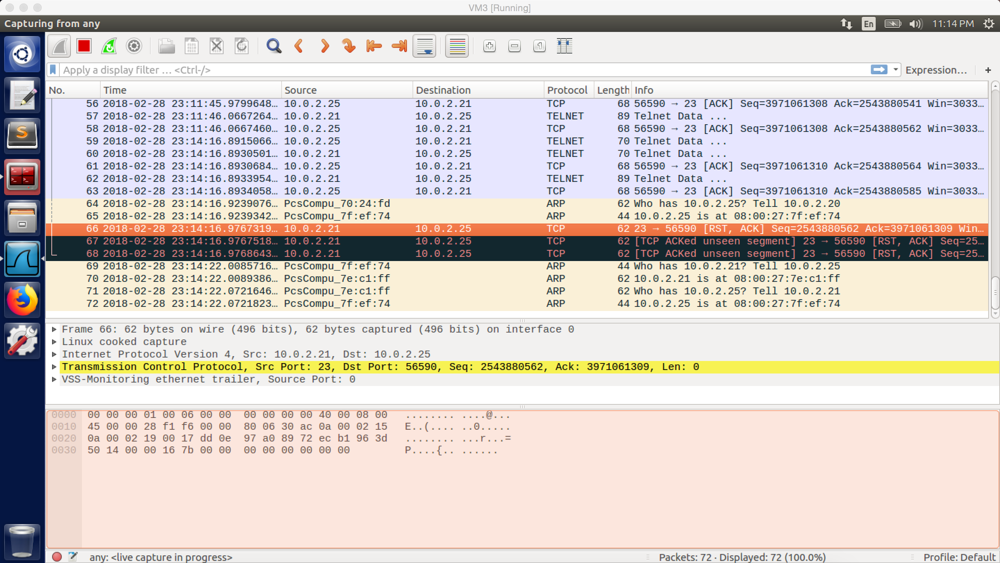 VM3 [Running]
Capturing from any
En
11:14 PM
Apply a display filter … <Ctrl-/>
Expression…
+
No. Time Source Destination Protocol Length Info
56 2018-02-28 23:11:45.9799648… 10.0.2.25 10.0.2.21 TCP 68 56590 → 23 [ACK] Seq=3971061308 Ack=2543880541 Win=3033…
57 2018-02-28 23:11:46.0667264… 10.0.2.21 10.0.2.25 TELNET 89 Telnet Data ...
58 2018-02-28 23:11:46.0667460… 10.0.2.25 10.0.2.21 TCP 68 56590 → 23 [ACK] Seq=3971061308 Ack=2543880562 Win=3033…
59 2018-02-28 23:14:16.8915066… 10.0.2.25 10.0.2.21 TELNET 70 Telnet Data ...
60 2018-02-28 23:14:16.8930501… 10.0.2.21 10.0.2.25 TELNET 70 Telnet Data ...
61 2018-02-28 23:14:16.8930684… 10.0.2.25 10.0.2.21 TCP 68 56590 → 23 [ACK] Seq=3971061310 Ack=2543880564 Win=3033…
62 2018-02-28 23:14:16.8933954… 10.0.2.21 10.0.2.25 TELNET 89 Telnet Data ...
63 2018-02-28 23:14:16.8934058… 10.0.2.25 10.0.2.21 TCP 68 56590 → 23 [ACK] Seq=3971061310 Ack=2543880585 Win=3033…
64 2018-02-28 23:14:16.9239076… PcsCompu_70:24:fd ARP 62 Who has 10.0.2.25? Tell 10.0.2.20
65 2018-02-28 23:14:16.9239342… PcsCompu_7f:ef:74 ARP 44 10.0.2.25 is at 08:00:27:7f:ef:74
66 2018-02-28 23:14:16.9767319… 10.0.2.21 10.0.2.25 TCP 62 23 → 56590 [RST, ACK] Seq=2543880562 Ack=3971061309 Win…
67 2018-02-28 23:14:16.9767518… 10.0.2.21 10.0.2.25 TCP 62 [TCP ACKed unseen segment] 23 → 56590 [RST, ACK] Seq=25…
68 2018-02-28 23:14:16.9768643… 10.0.2.21 10.0.2.25 TCP 62 [TCP ACKed unseen segment] 23 → 56590 [RST, ACK] Seq=25…
69 2018-02-28 23:14:22.0085716… PcsCompu_7f:ef:74 ARP 44 Who has 10.0.2.21? Tell 10.0.2.25
70 2018-02-28 23:14:22.0089386… PcsCompu_7e:c1:ff ARP 62 10.0.2.21 is at 08:00:27:7e:c1:ff
71 2018-02-28 23:14:22.0721646… PcsCompu_7e:c1:ff ARP 62 Who has 10.0.2.25? Tell 10.0.2.21
72 2018-02-28 23:14:22.0721823… PcsCompu_7f:ef:74 ARP 44 10.0.2.25 is at 08:00:27:7f:ef:74
Frame 66: 62 bytes on wire (496 bits), 62 bytes captured (496 bits) on interface 0
Linux cooked capture
Internet Protocol Version 4, Src: 10.0.2.21, Dst: 10.0.2.25
Transmission Control Protocol, Src Port: 23, Dst Port: 56590, Seq: 2543880562, Ack: 3971061309, Len: 0
VSS-Monitoring ethernet trailer, Source Port: 0
0000 00 00 00 01 00 06 00 00 00 00 00 00 40 00 08 00 ........ ....@...
0010 45 00 00 28 f1 f6 00 00 80 06 30 ac 0a 00 02 15 E..(.... ..0.....
0020 0a 00 02 19 00 17 dd 0e 97 a0 89 72 ec b1 96 3d ........ ...r...=
0030 50 14 00 00 16 7b 00 00 00 00 00 00 00 00 P....{.. ......
any: <live capture in progress>
Packets: 72 · Displayed: 72 (100.0%)
Profile: Default